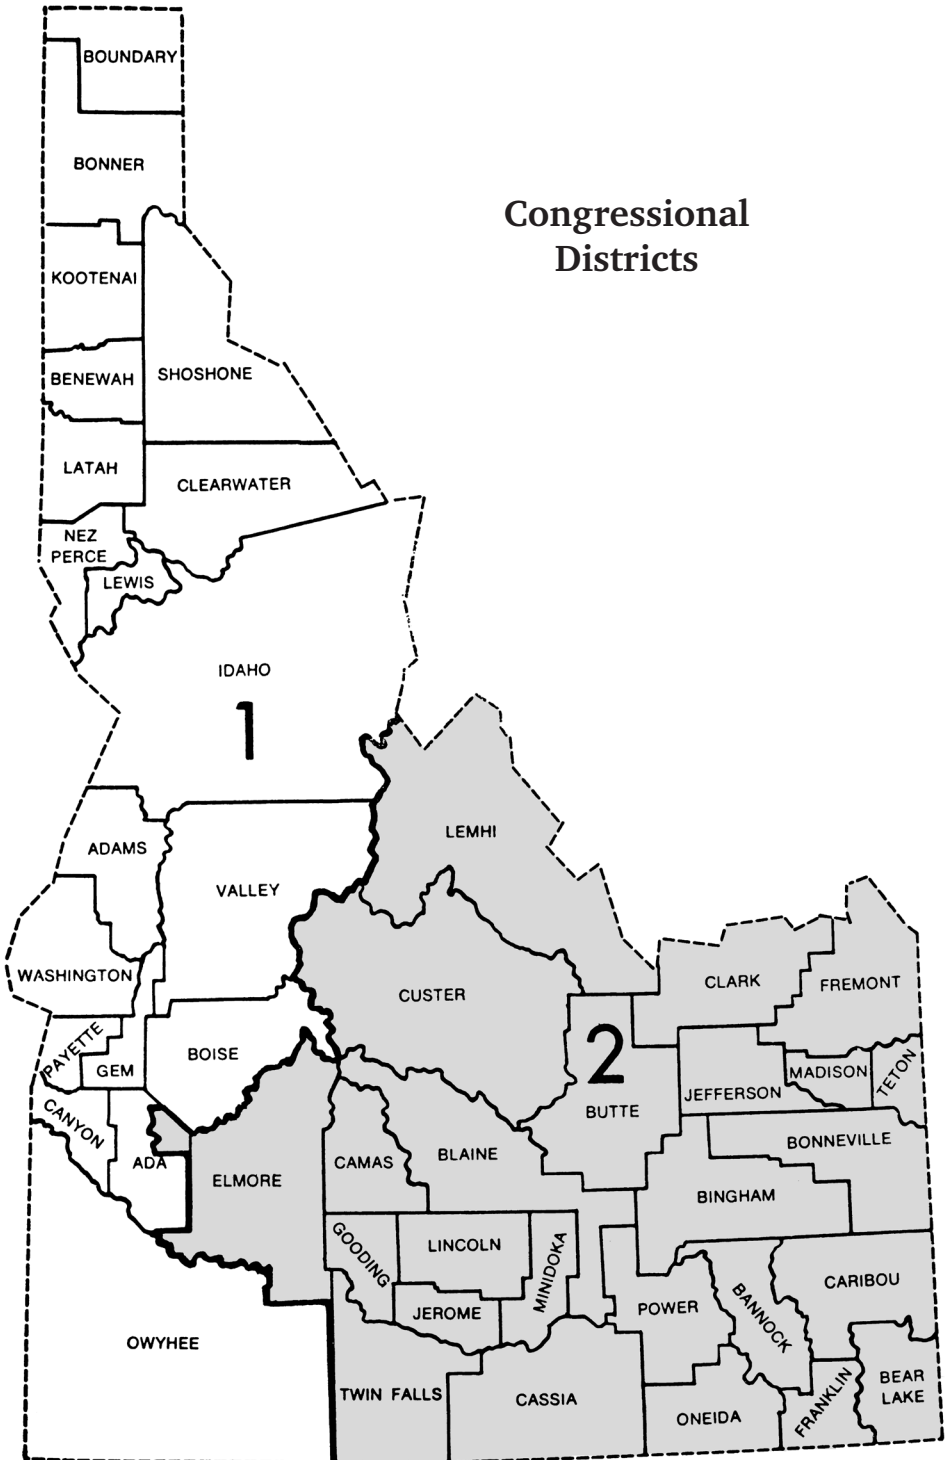 Congressional
Districts
BOUNDARY
BONNER
KOOTENAI
BENEWAH
SHOSHONE
LATAH
CLEARWATER
NEZ
PERCE
LEWIS
IDAHO
1
LEMHI
ADAMS
VALLEY
WASHINGTON
CUSTER
CLARK
FREMONT
PAYETTE
GEM
BOISE
2
BUTTE
JEFFERSON
MADISON
TETON
CANYON
ADA
ELMORE
CAMAS
BLAINE
BONNEVILLE
BINGHAM
GOODING
LINCOLN
MINIDOKA
JEROME
POWER
BANNOCK
CARIBOU
OWYHEE
TWIN FALLS
CASSIA
ONEIDA
FRANKLIN
BEAR
LAKE